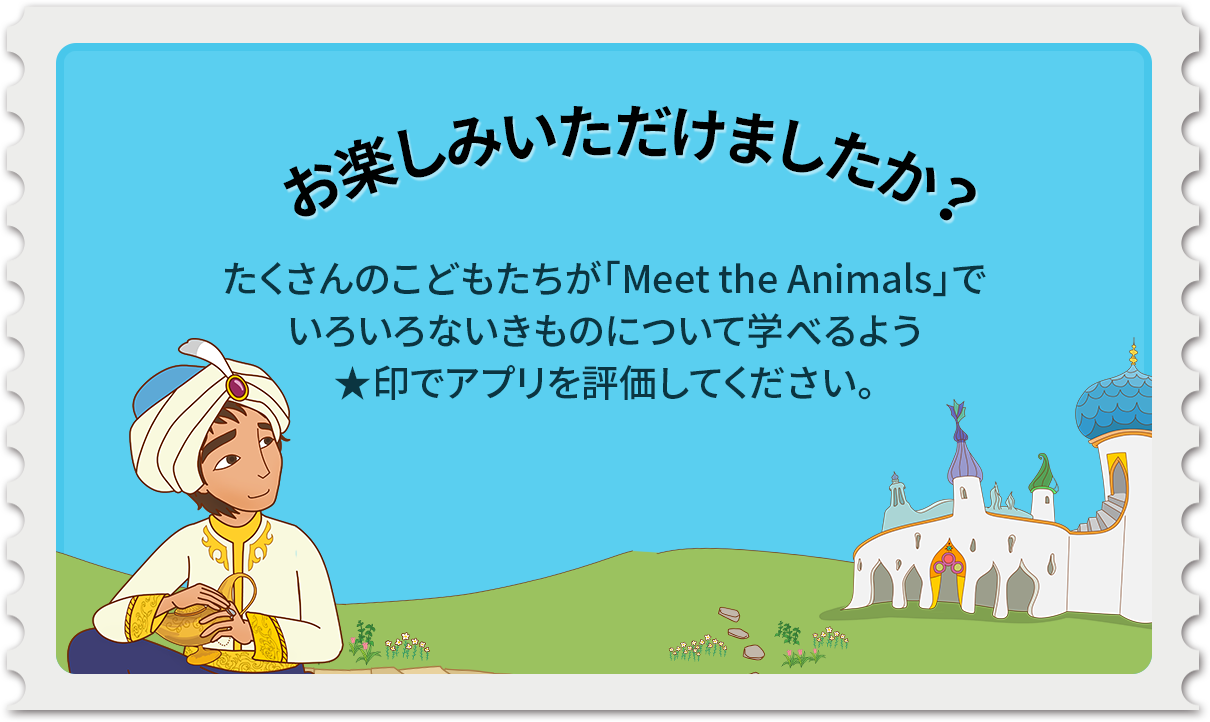 お楽しみいただけましたか？
たくさんのこどもたちが「Meet the Animals」で
いろいろないきものについて学べるよう
★印でアプリを評価してください。